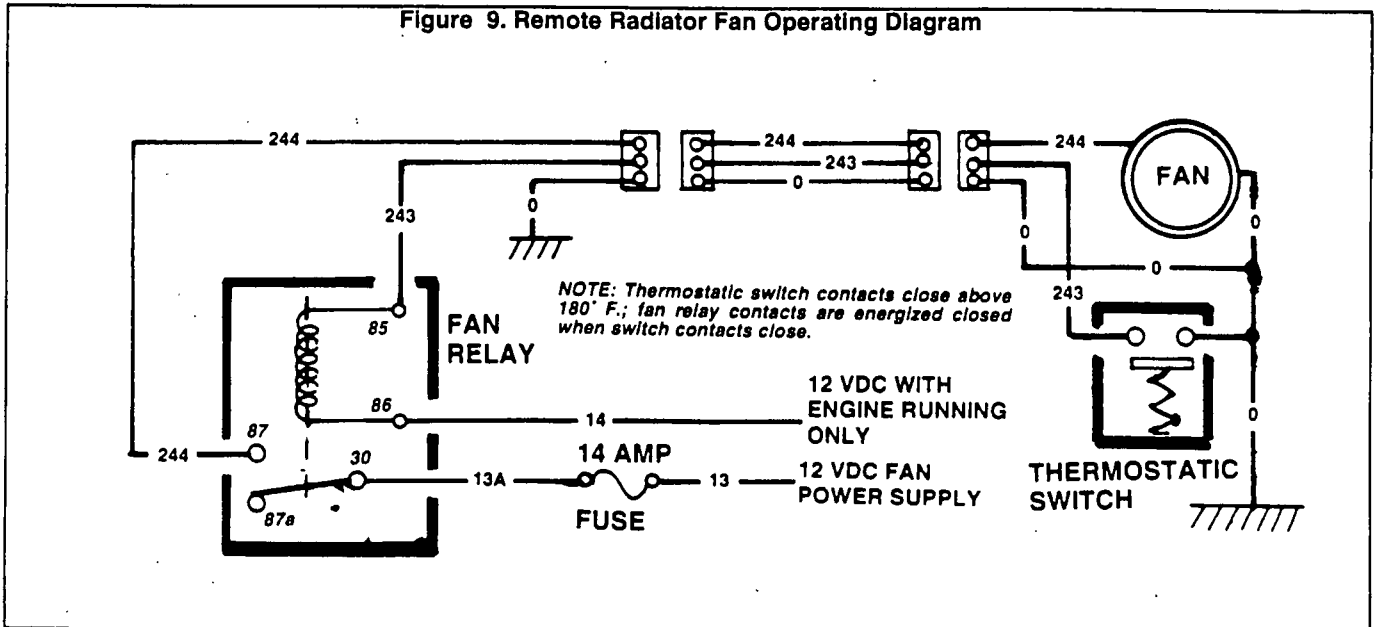 Figure 9. Remote Radiator Fan Operating Diagram
244
244
244
243
0
FAN
0
243
0
0
0
243
NOTE: Thermostatic switch contacts close above
180° F.; fan relay contacts are energized closed
when switch contacts close.
85
FAN
RELAY
86
14
12 VDC WITH
ENGINE RUNNING
ONLY
87
244
30
13A
14 AMP
FUSE
13
12 VDC FAN
POWER SUPPLY
87a
0
THERMOSTATIC
SWITCH